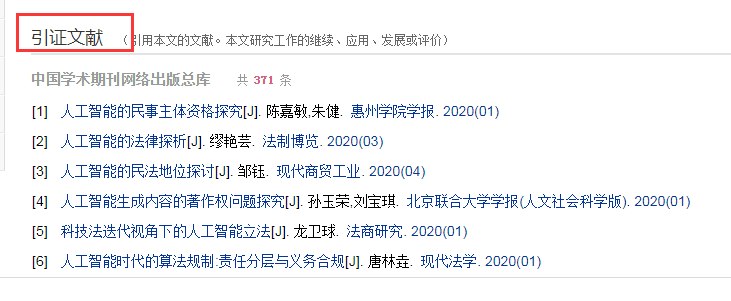 引证文献 （引用本文的文献。本文研究工作的继续、应用、发展或评价）
中国学术期刊网络出版总库 共 371 条
[1] 人工智能的民事主体资格探究[J]. 陈嘉敏,朱健. 惠州学院学报. 2020(01)
[2] 人工智能的法律探析[J]. 缪艳芸. 法制博览. 2020(03)
[3] 人工智能的民法地位探讨[J]. 邹钰. 现代商贸工业. 2020(04)
[4] 人工智能生成内容的著作权问题探究[J]. 孙玉荣,刘宝琪. 北京联合大学学报(人文社会科学版). 2020(01)
[5] 科技法迭代视角下的人工智能立法[J]. 龙卫球. 法商研究. 2020(01)
[6] 人工智能时代的算法规制:责任分层与义务合规[J]. 唐林垚. 现代法学. 2020(01)